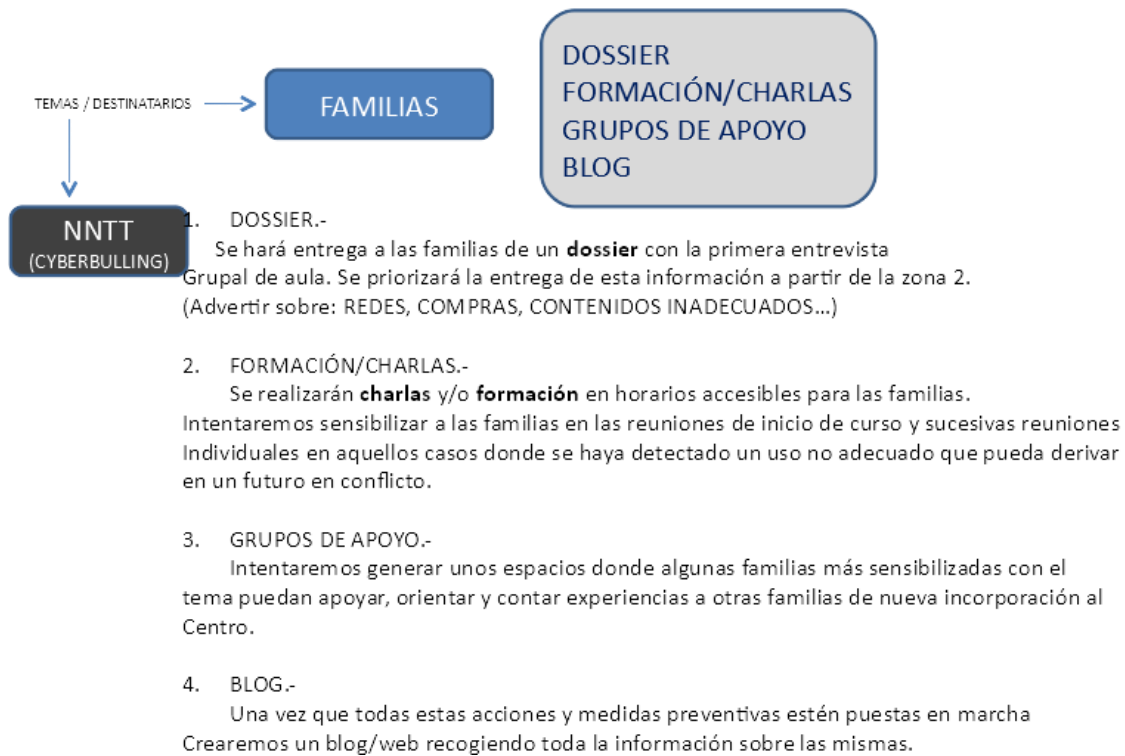 DOSSIER
FORMACIÓN/CHARLAS
GRUPOS DE APOYO
BLOG
TEMAS / DESTINATARIOS
FAMILIAS
NNTT
(CYBERBULLING)
1. DOSSIER.-
Se hará entrega a las familias de un dossier con la primera entrevista
Grupal de aula. Se priorizará la entrega de esta información a partir de la zona 2.
(Advertir sobre: REDES, COMPRAS, CONTENIDOS INADECUADOS...)
2. FORMACIÓN/CHARLAS.-
Se realizarán charlas y/o formación en horarios accesibles para las familias.
Intentaremos sensibilizar a las familias en las reuniones de inicio de curso y sucesivas reuniones
Individuales en aquellos casos donde se haya detectado un uso no adecuado que pueda derivar
en un futuro en conflicto.
3. GRUPOS DE APOYO.-
Intentaremos generar unos espacios donde algunas familias más sensibilizadas con el
tema puedan apoyar, orientar y contar experiencias a otras familias de nueva incorporación al
Centro.
4. BLOG.-
Una vez que todas estas acciones y medidas preventivas estén puestas en marcha
Crearemos un blog/web recogiendo toda la información sobre las mismas.